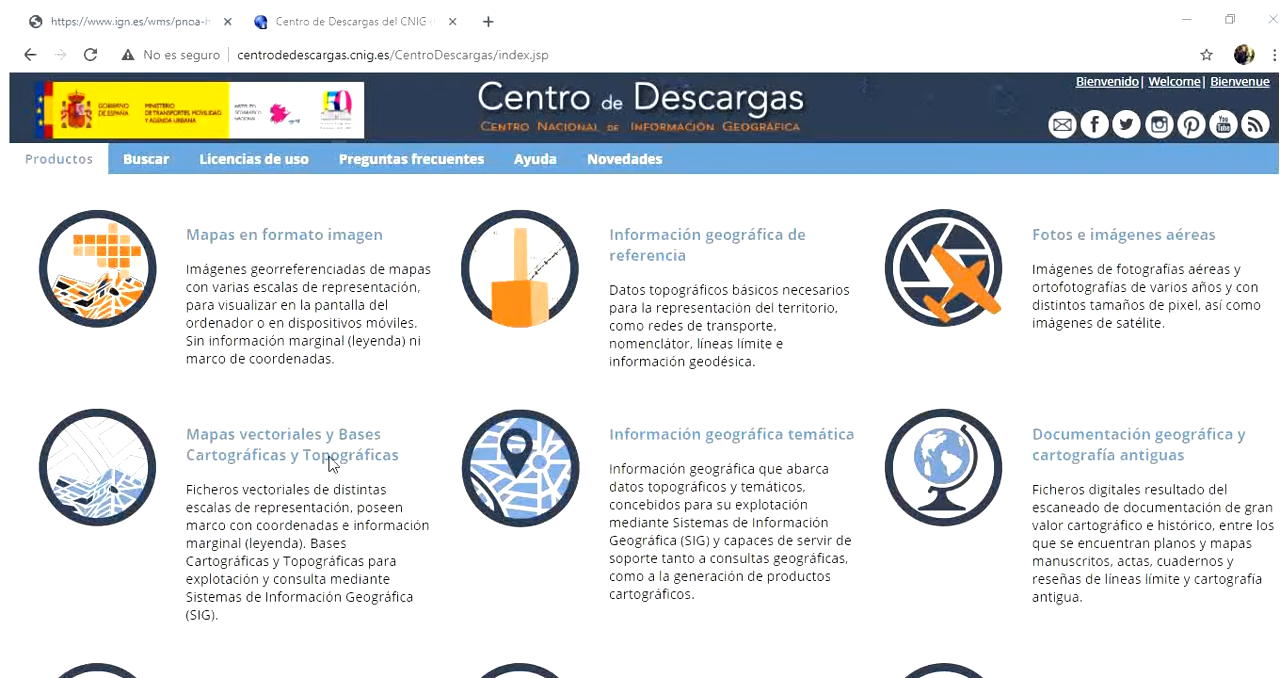 https://www.ign.es/wms/pnoa-h
Centro de Descargas del CNIG (
No es seguro
centrodedescargas.cnig.es/CentroDescargas/index.jsp
GOBIERNO DE ESPAÑA
MINISTERIO DE TRANSPORTES, MOVILIDAD Y AGENDA URBANA
Centro de Descargas
CENTRO NACIONAL DE INFORMACIÓN GEOGRÁFICA
Bienvenido | Welcome | Bienvenue
You Tube
Productos Buscar Licencias de uso Preguntas frecuentes Ayuda Novedades
Mapas en formato imagen
Imágenes georreferenciadas de mapas
con varias escalas de representación,
para visualizar en la pantalla del
ordenador o en dispositivos móviles.
Sin información marginal (leyenda) ni
marco de coordenadas.
Información geográfica de
referencia
Datos topográficos básicos necesarios
para la representación del territorio,
como redes de transporte,
nomenclátor, líneas límite e
información geodésica.
Fotos e imágenes aéreas
Imágenes de fotografías aéreas y
ortofotografías de varios años y con
distintos tamaños de pixel, así como
imágenes de satélite.
Mapas vectoriales y Bases
Cartográficas y Topográficas
Ficheros vectoriales de distintas
escalas de representación, poseen
marco con coordenadas e información
marginal (leyenda). Bases
Cartográficas y Topográficas para
explotación y consulta mediante
Sistemas de Información Geográfica
(SIG).
Información geográfica temática
Información geográfica que abarca
datos topográficos y temáticos,
concebidos para su explotación
mediante Sistemas de Información
Geográfica (SIG) y capaces de servir de
soporte tanto a consultas geográficas,
como a la generación de productos
cartográficos.
Documentación geográfica y
cartografía antiguas
Ficheros digitales resultado del
escaneado de documentación de gran
valor cartográfico e histórico, entre los
que se encuentran planos y mapas
manuscritos, actas, cuadernos y
reseñas de líneas límite y cartografía
antigua.